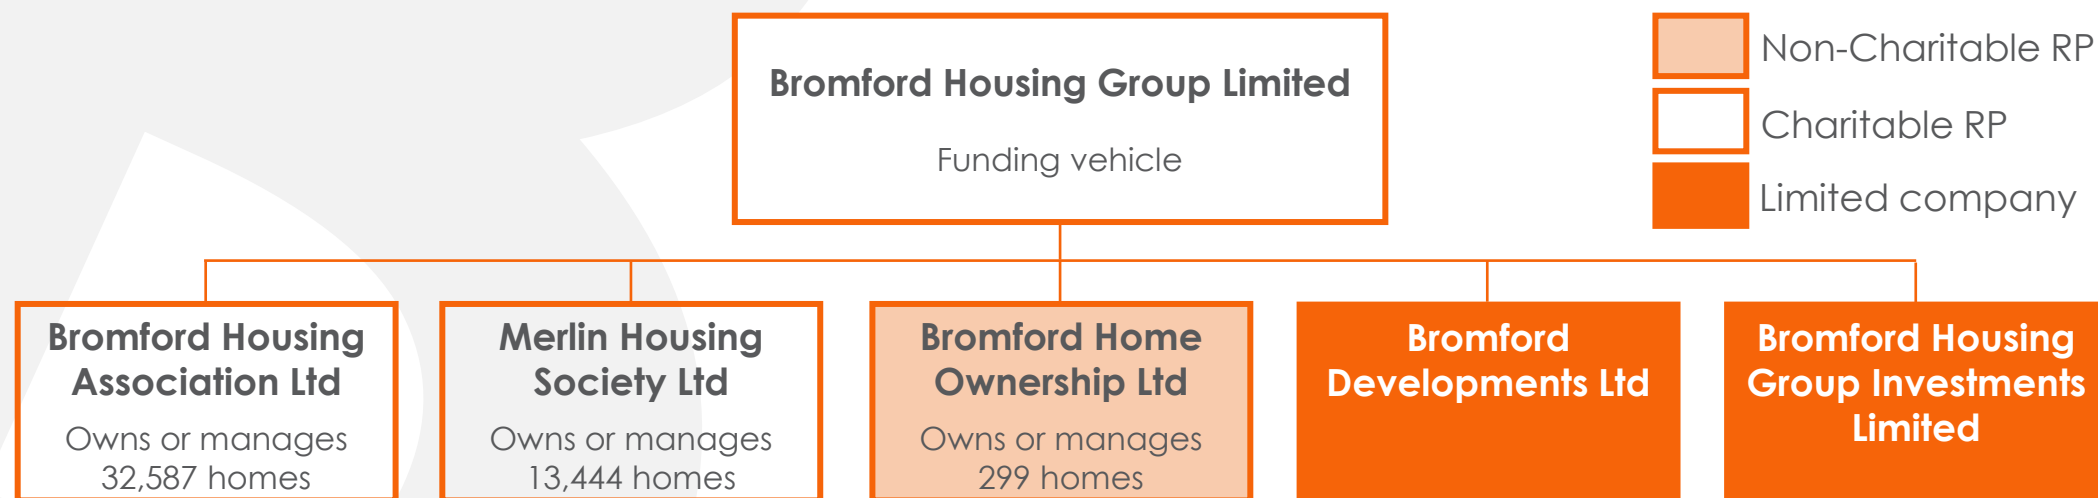 Bromford Housing Group Limited
Funding vehicle
Non-Charitable RP
Charitable RP
Limited company
Bromford Housing
Association Ltd
Owns or manages
32,587 homes
Merlin Housing
Society Ltd
Owns or manages
13,444 homes
Bromford Home
Ownership Ltd
Owns or manages
299 homes
Bromford
Developments Ltd
Bromford Housing
Group Investments
Limited